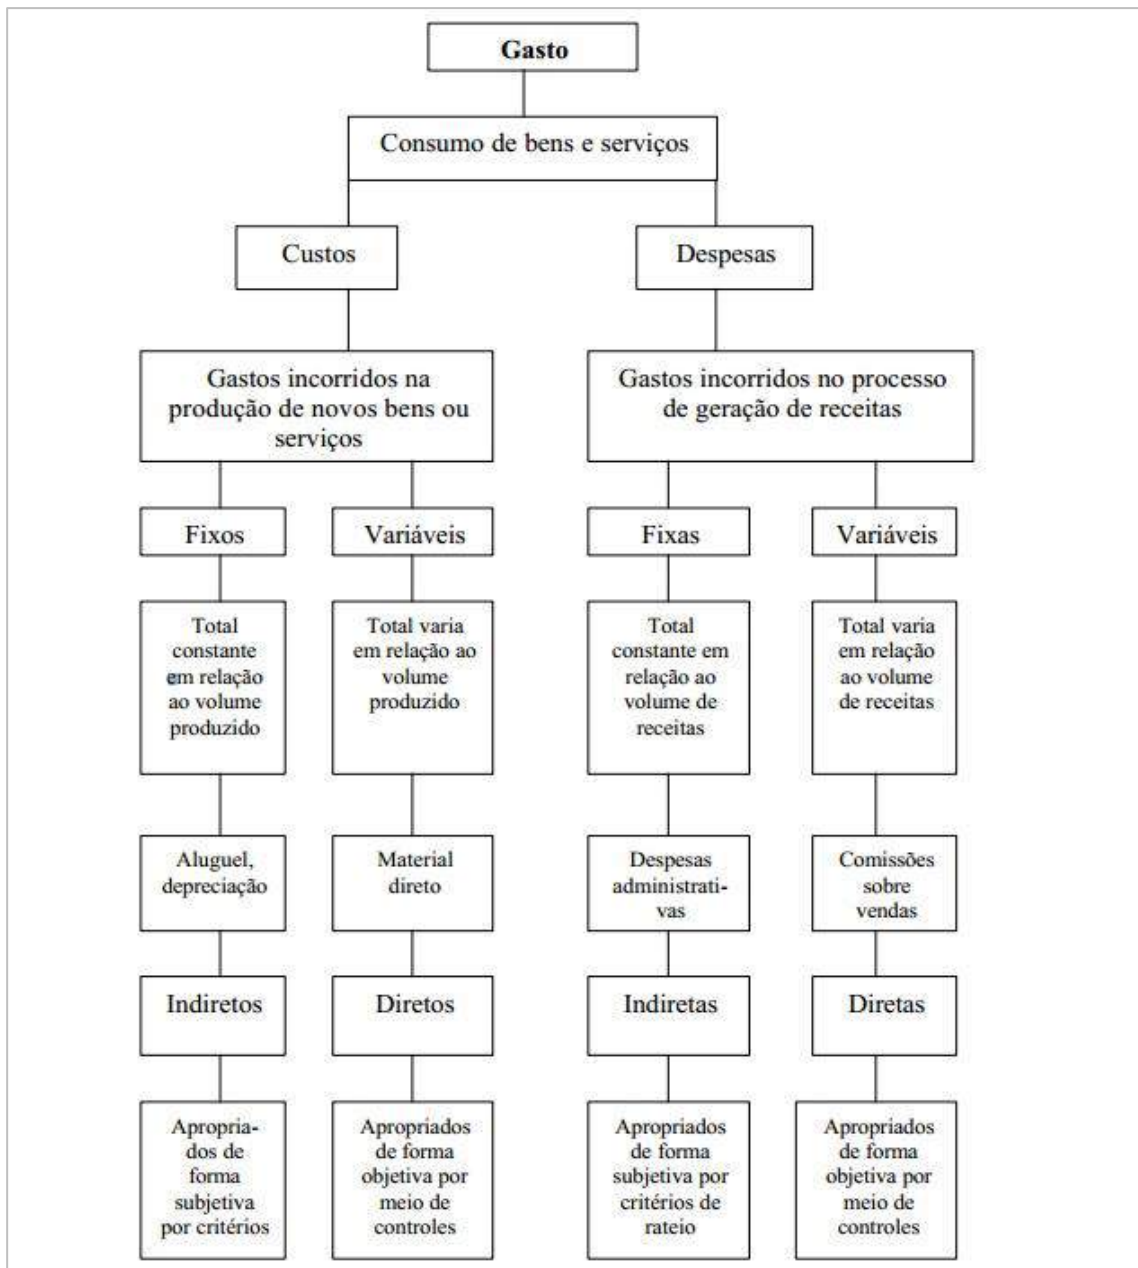 Gasto
Consumo de bens e serviços
Custos
Despesas
Gastos incorridos na
produção de novos bens ou
serviços
Gastos incorridos no processo
de geração de receitas
Fixos
Variáveis
Fixas
Variáveis
Total
constante
em relação
ao volume
produzido
Total varia
em relação ao
volume
produzido
Total
constante em
relação ao
volume de
receitas
Total varia
em relação
ao volume
de receitas
Aluguel,
depreciação
Material
direto
Despesas
administrati-
vas
Comissões
sobre
vendas
Indiretos
Diretos
Indiretas
Diretas
Apropria-
dos de
forma
subjetiva
por critérios
Apropriados
de forma
objetiva por
meio de
controles
Apropriados
de forma
subjetiva por
critérios de
rateio
Apropriados
de forma
objetiva por
meio de
controles